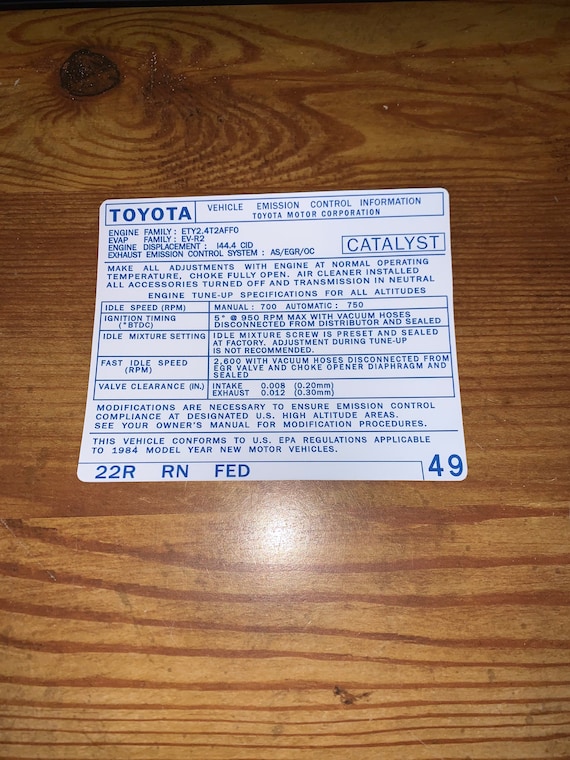 TOYOTA VEHICLE EMISSION CONTROL INFORMATION
TOYOTA MOTOR CORPORATION
ENGINE FAMILY : ETY2.4T2AFF0
EVAP FAMILY : EV-R2
ENGINE DISPLACEMENT : 144.4 CID
EXHAUST EMISSION CONTROL SYSTEM : AS/EGR/OC
CATALYST
MAKE ALL ADJUSTMENTS WITH ENGINE AT NORMAL OPERATING
TEMPERATURE, CHOKE FULLY OPEN. AIR CLEANER INSTALLED
ALL ACCESSORIES TURNED OFF AND TRANSMISSION IN NEUTRAL
ENGINE TUNE-UP SPECIFICATIONS FOR ALL ALTITUDES
IDLE SPEED (RPM) MANUAL : 700 AUTOMATIC : 750
IGNITION TIMING
(°BTDC)
5° @ 950 RPM MAX WITH VACUUM HOSES
DISCONNECTED FROM DISTRIBUTOR AND SEALED
IDLE MIXTURE SETTING
IDLE MIXTURE SCREW IS PRESET AND SEALED
AT FACTORY. ADJUSTMENT DURING TUNE-UP
IS NOT RECOMMENDED.
FAST IDLE SPEED
(RPM)
2,600 WITH VACUUM HOSES DISCONNECTED FROM
EGR VALVE AND CHOKE OPENER DIAPHRAGM AND
SEALED
VALVE CLEARANCE (IN.)
INTAKE 0.008 (0.20mm)
EXHAUST 0.012 (0.30mm)
MODIFICATIONS ARE NECESSARY TO ENSURE EMISSION CONTROL
COMPLIANCE AT DESIGNATED U.S. HIGH ALTITUDE AREAS.
SEE YOUR OWNER'S MANUAL FOR MODIFICATION PROCEDURES.
THIS VEHICLE CONFORMS TO U.S. EPA REGULATIONS APPLICABLE
TO 1984 MODEL YEAR NEW MOTOR VEHICLES.
22R RN FED 49